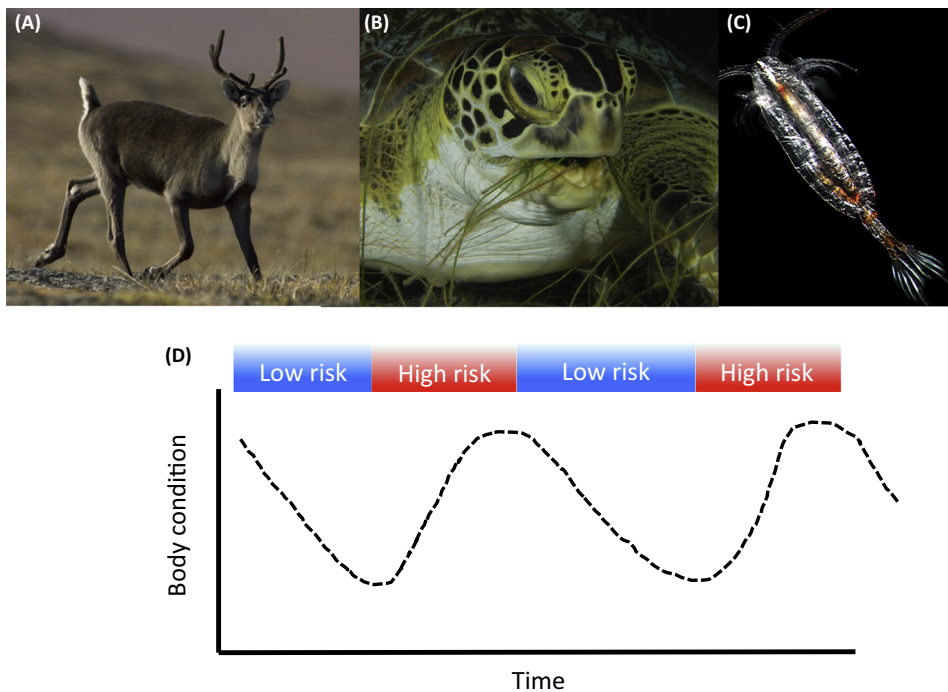 (A)
(B)
(C)
(D)
Low risk
High risk
Low risk
High risk
Body condition
Time